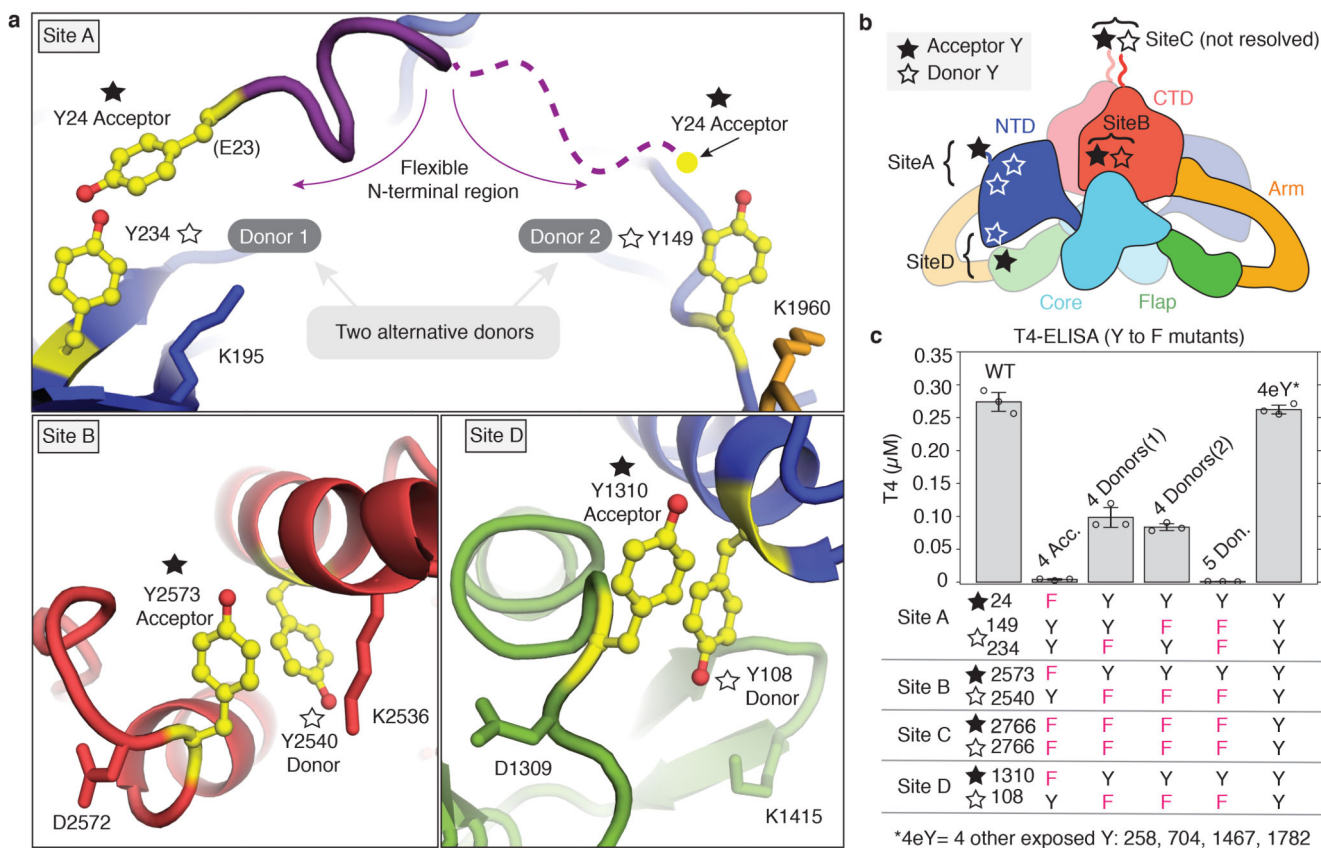 a
Site A
Y24 Acceptor
(E23)
Flexible
N-terminal region
Y24 Acceptor
Y234
Donor 1
Donor 2
Y149
Two alternative donors
K195
K1960
Site B
Y2573
Acceptor
Y2540
Donor
K2536
D2572
Site D
Y1310
Acceptor
Y108
Donor
D1309
K1415
b
Acceptor Y
Donor Y
SiteC (not resolved)
CTD
NTD
SiteB
SiteA
Arm
SiteD
Core
Flap
c
T4-ELISA (Y to F mutants)
T4 (µM)
0.35
0.30
0.25
0.20
0.15
0.10
0.05
0
WT
4 Acc.
4 Donors(1)
4 Donors(2)
5 Don.
4eY*
Site A
24 F Y Y Y Y
149 Y Y F F Y
234 Y F Y F Y
Site B
2573 F Y Y Y Y
2540 Y F F F Y
Site C
2766 F F F F Y
2766 F F F F Y
Site D
1310 F Y Y Y Y
108 Y F F F Y
*4eY= 4 other exposed Y: 258, 704, 1467, 1782